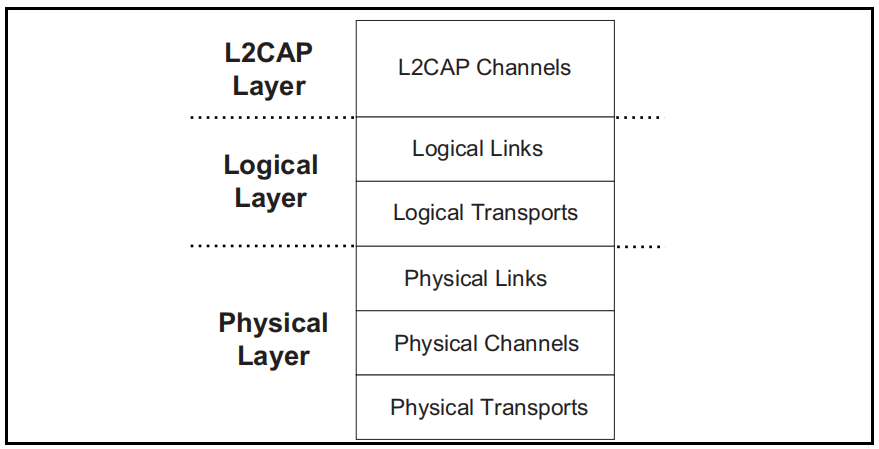 L2CAP
Layer
L2CAP Channels
Logical
Layer
Logical Links
Logical Transports
Physical
Layer
Physical Links
Physical Channels
Physical Transports